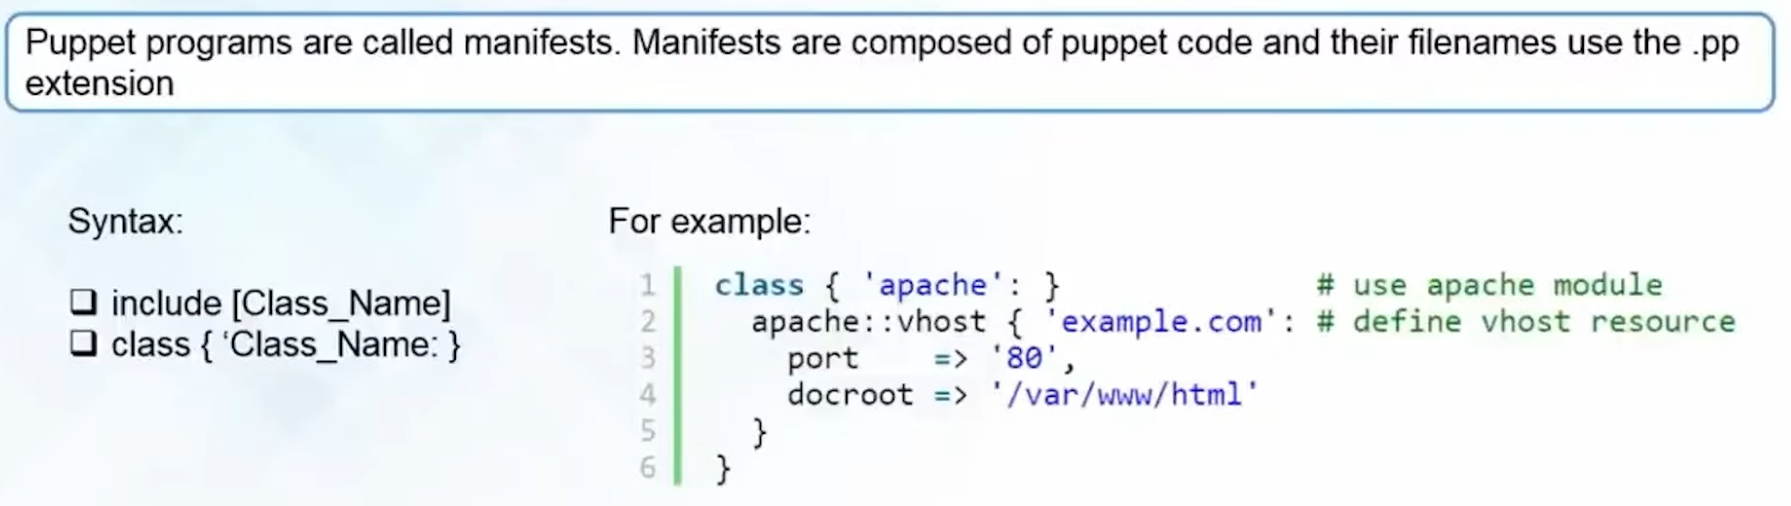 Puppet programs are called manifests. Manifests are composed of puppet code and their filenames use the .pp
extension
Syntax:
❑ include [Class_Name]
❑ class { ‘Class_Name: }
For example:
1 class { 'apache': } # use apache module
2 apache::vhost { 'example.com': # define vhost resource
3 port => '80',
4 docroot => '/var/www/html'
5 }
6 }